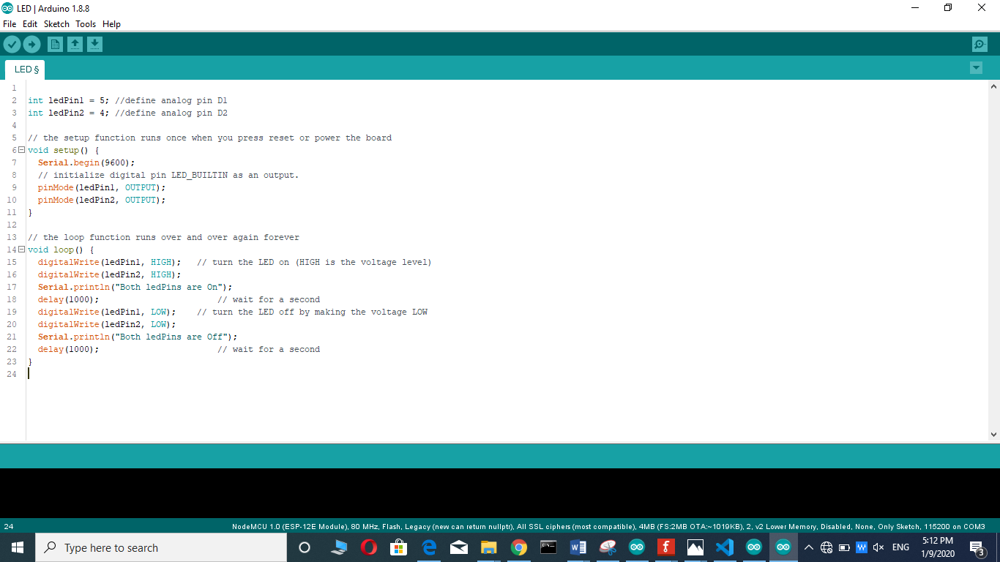 LED | Arduino 1.8.8
File Edit Sketch Tools Help
LED §
1
2 int ledPin1 = 5; //define analog pin D1
3 int ledPin2 = 4; //define analog pin D2
4
5 // the setup function runs once when you press reset or power the board
6 void setup() {
7 Serial.begin(9600);
8 // initialize digital pin LED_BUILTIN as an output.
9 pinMode(ledPin1, OUTPUT);
10 pinMode(ledPin2, OUTPUT);
11 }
12
13 // the loop function runs over and over again forever
14 void loop() {
15 digitalWrite(ledPin1, HIGH); // turn the LED on (HIGH is the voltage level)
16 digitalWrite(ledPin2, HIGH);
17 Serial.println("Both ledPins are On");
18 delay(1000); // wait for a second
19 digitalWrite(ledPin1, LOW); // turn the LED off by making the voltage LOW
20 digitalWrite(ledPin2, LOW);
21 Serial.println("Both ledPins are Off");
22 delay(1000); // wait for a second
23 }
24
24 NodeMCU 1.0 (ESP-12E Module), 80 MHz, Flash, Legacy (new can return nullptr), All SSL ciphers (most compatible), 4MB (FS:2MB OTA:~1019KB), 2, v2 Lower Memory, Disabled, None, Only Sketch, 115200 on COM3
Type here to search
ENG
5:12 PM
1/9/2020
3